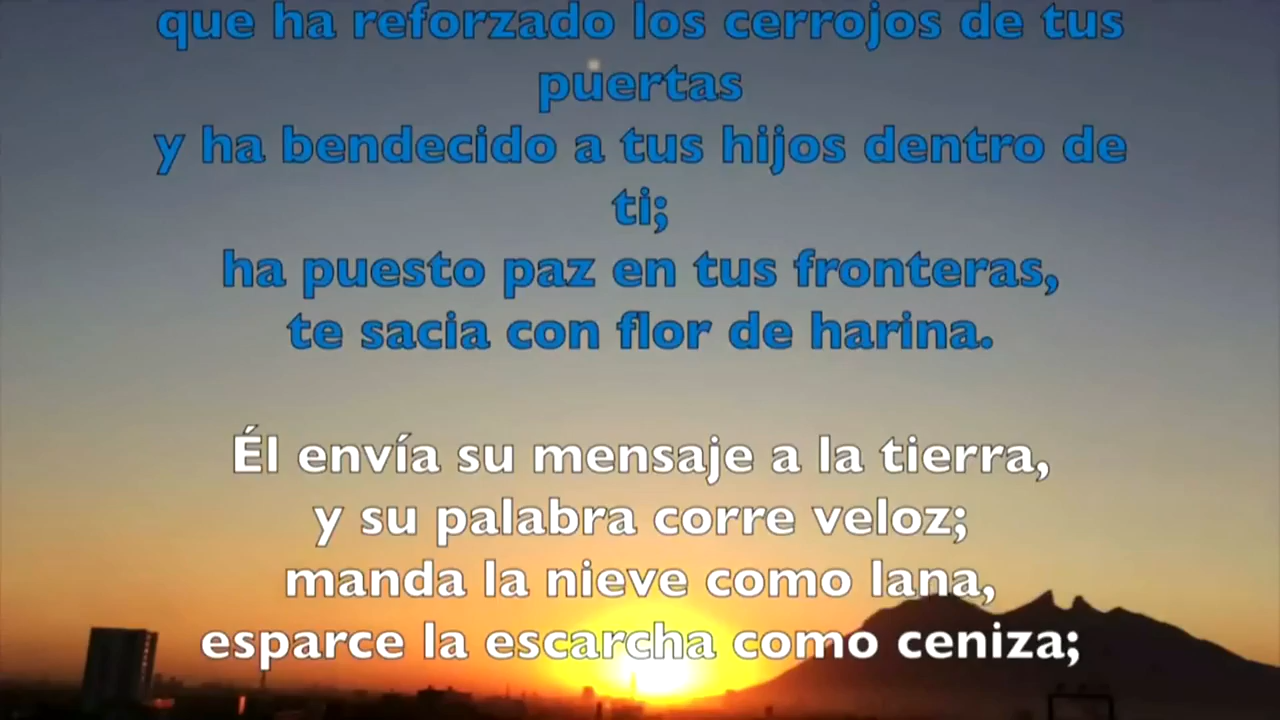 que ha reforzado los cerrojos de tus
puertas
y ha bendecido a tus hijos dentro de
ti;
ha puesto paz en tus fronteras,
te sacia con flor de harina.
Él envía su mensaje a la tierra,
y su palabra corre veloz;
manda la nieve como lana,
esparce la escarcha como ceniza;